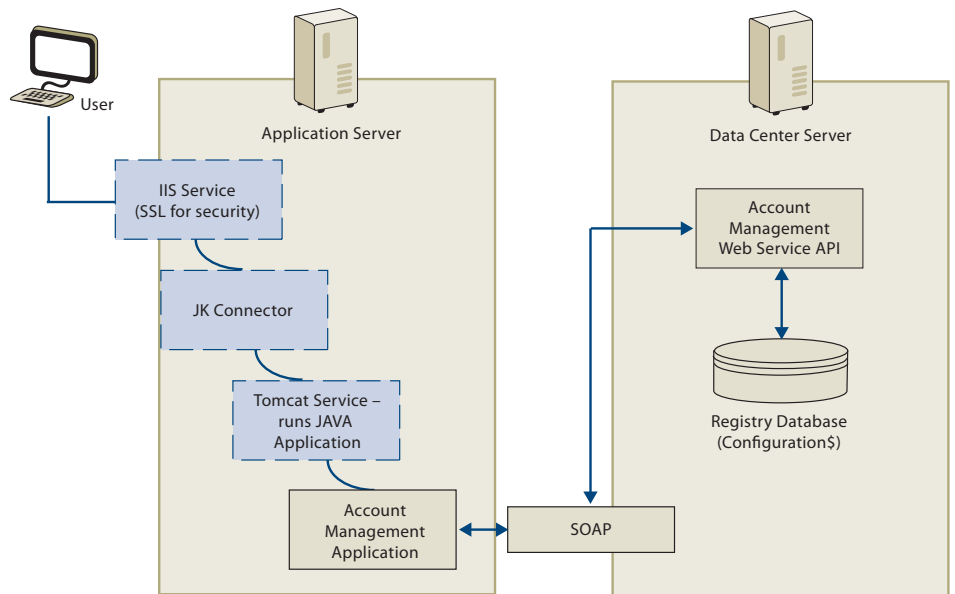 User
Application Server
IIS Service
(SSL for security)
JK Connector
Tomcat Service –
runs JAVA
Application
Account
Management
Application
SOAP
Data Center Server
Account
Management
Web Service API
Registry Database
(Configuration$)